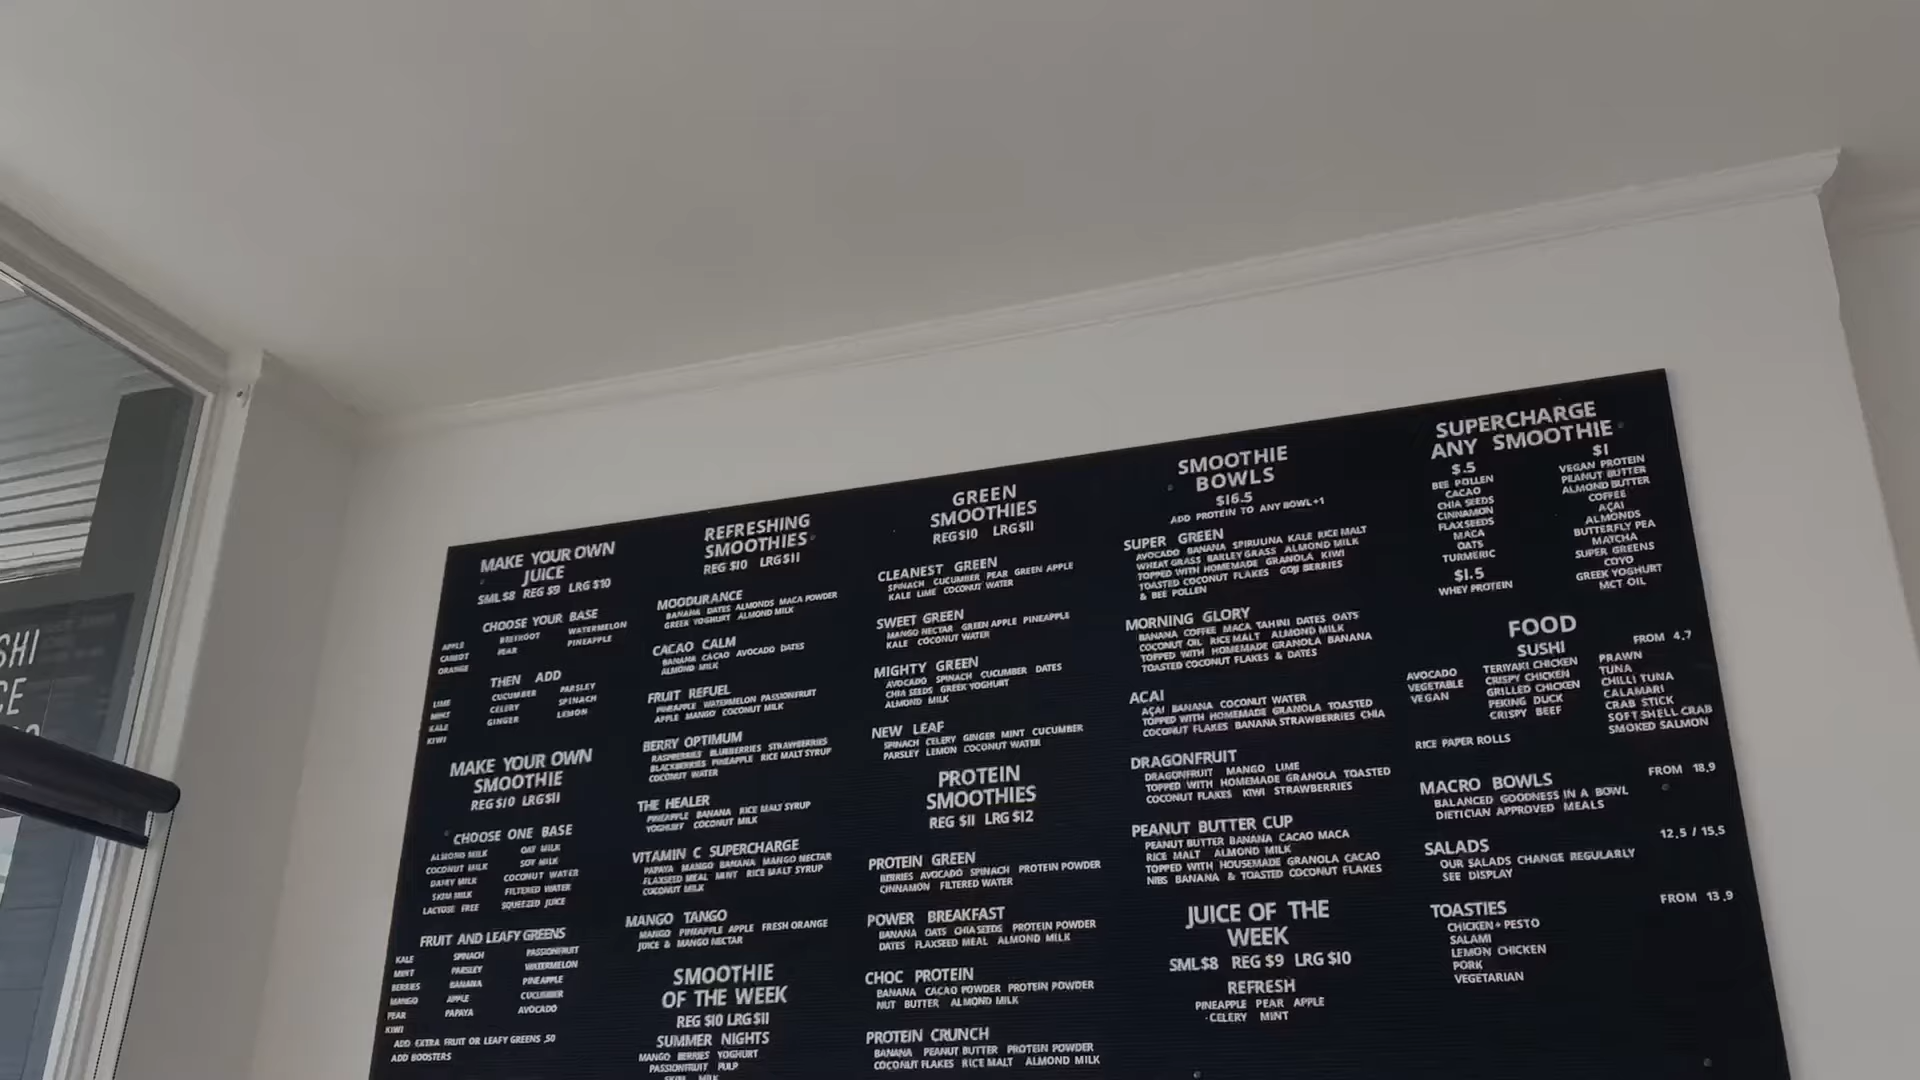 SHI
CE
MAKE YOUR OWN
JUICE
SML $8 REG $9 LRG $10
CHOOSE YOUR BASE
APPLE BEETROOT WATERMELON
CARROT PEAR PINEAPPLE
ORANGE
THEN ADD
LIME CUCUMBER PARSLEY
MINT CELERY SPINACH
KALE GINGER LEMON
KIWI
MAKE YOUR OWN
SMOOTHIE
REG $10 LRG $11
CHOOSE ONE BASE
ALMOND MILK OAT MILK
COCONUT MILK SOY MILK
DAIRY MILK COCONUT WATER
SKIM MILK FILTERED WATER
LACTOSE FREE SQUEEZED JUICE
FRUIT AND LEAFY GREENS
KALE SPINACH PASSIONFRUIT
MINT PARSLEY WATERMELON
BERRIES BANANA PINEAPPLE
MANGO APPLE CUCUMBER
PEAR PAPAYA AVOCADO
KIWI
ADD EXTRA FRUIT OR LEAFY GREENS .50
ADD BOOSTERS
REFRESHING
SMOOTHIES
REG $10 LRG $11
MOODURANCE
BANANA DATES ALMONDS MACA POWDER
GREEK YOGHURT ALMOND MILK
CACAO CALM
BANANA CACAO AVOCADO DATES
ALMOND MILK
FRUIT REFUEL
PINEAPPLE WATERMELON PASSIONFRUIT
APPLE MANGO COCONUT MILK
BERRY OPTIMUM
RASPBERRIES BLUEBERRIES STRAWBERRIES
BLACKBERRIES PINEAPPLE RICE MALT SYRUP
COCONUT WATER
THE HEALER
PINEAPPLE BANANA RICE MALT SYRUP
YOGHURT COCONUT MILK
VITAMIN C SUPERCHARGE
PAPAYA MANGO BANANA MANGO NECTAR
FLAXSEED MEAL MINT RICE MALT SYRUP
COCONUT MILK
MANGO TANGO
MANGO PINEAPPLE APPLE FRESH ORANGE
JUICE & MANGO NECTAR
SMOOTHIE
OF THE WEEK
REG $10 LRG $11
SUMMER NIGHTS
MANGO BERRIES YOGHURT
PASSIONFRUIT PULP
SKIM MILK
GREEN
SMOOTHIES
REG $10 LRG $11
CLEANEST GREEN
SPINACH CUCUMBER PEAR GREEN APPLE
KALE LIME COCONUT WATER
SWEET GREEN
MANGO NECTAR GREEN APPLE PINEAPPLE
KALE COCONUT WATER
MIGHTY GREEN
AVOCADO SPINACH CUCUMBER DATES
CHIA SEEDS GREEK YOGHURT
ALMOND MILK
NEW LEAF
SPINACH CELERY GINGER MINT CUCUMBER
PARSLEY LEMON COCONUT WATER
PROTEIN
SMOOTHIES
REG $11 LRG $12
PROTEIN GREEN
BERRIES AVOCADO SPINACH PROTEIN POWDER
CINNAMON FILTERED WATER
POWER BREAKFAST
BANANA OATS CHIA SEEDS PROTEIN POWDER
DATES FLAXSEED MEAL ALMOND MILK
CHOC PROTEIN
BANANA CACAO POWDER PROTEIN POWDER
NUT BUTTER ALMOND MILK
PROTEIN CRUNCH
BANANA PEANUT BUTTER PROTEIN POWDER
COCONUT FLAKES RICE MALT ALMOND MILK
SMOOTHIE
BOWLS
$16.5
ADD PROTEIN TO ANY BOWL +1
SUPER GREEN
AVOCADO BANANA SPIRULINA KALE RICE MALT
WHEAT GRASS BARLEY GRASS ALMOND MILK
TOPPED WITH HOMEMADE GRANOLA KIWI
TOASTED COCONUT FLAKES GOJI BERRIES
& BEE POLLEN
MORNING GLORY
BANANA COFFEE MACA TAHINI DATES OATS
COCONUT OIL RICE MALT ALMOND MILK
TOPPED WITH HOMEMADE GRANOLA BANANA
TOASTED COCONUT FLAKES & DATES
ACAI
AÇAI BANANA COCONUT WATER
TOPPED WITH HOMEMADE GRANOLA TOASTED
COCONUT FLAKES BANANA STRAWBERRIES CHIA
DRAGONFRUIT
DRAGONFRUIT MANGO LIME
TOPPED WITH HOMEMADE GRANOLA TOASTED
COCONUT FLAKES KIWI STRAWBERRIES
PEANUT BUTTER CUP
PEANUT BUTTER BANANA CACAO MACA
RICE MALT ALMOND MILK
TOPPED WITH HOUSEMADE GRANOLA CACAO
NIBS BANANA & TOASTED COCONUT FLAKES
JUICE OF THE
WEEK
SML $8 REG $9 LRG $10
REFRESH
PINEAPPLE PEAR APPLE
CELERY MINT
SUPERCHARGE
ANY SMOOTHIE
$.5
BEE POLLEN
CACAO
CHIA SEEDS
CINNAMON
FLAXSEEDS
MACA
OATS
TURMERIC
$1.5
WHEY PROTEIN
$1
VEGAN PROTEIN
PEANUT BUTTER
ALMOND BUTTER
COFFEE
AÇAI
ALMONDS
BUTTERFLY PEA
MATCHA
SUPER GREENS
COYO
GREEK YOGHURT
MCT OIL
FOOD
SUSHI FROM 4.7
AVOCADO
VEGETABLE
VEGAN
TERIYAKI CHICKEN
CRISPY CHICKEN
GRILLED CHICKEN
PEKING DUCK
CRISPY BEEF
PRAWN
TUNA
CHILLI TUNA
CALAMARI
CRAB STICK
SOFT SHELL CRAB
SMOKED SALMON
RICE PAPER ROLLS
MACRO BOWLS FROM 18.9
BALANCED GOODNESS IN A BOWL
DIETICIAN APPROVED MEALS
SALADS 12.5 / 15.5
OUR SALADS CHANGE REGULARLY
SEE DISPLAY
TOASTIES FROM 13.9
CHICKEN + PESTO
SALAMI
LEMON CHICKEN
PORK
VEGETARIAN